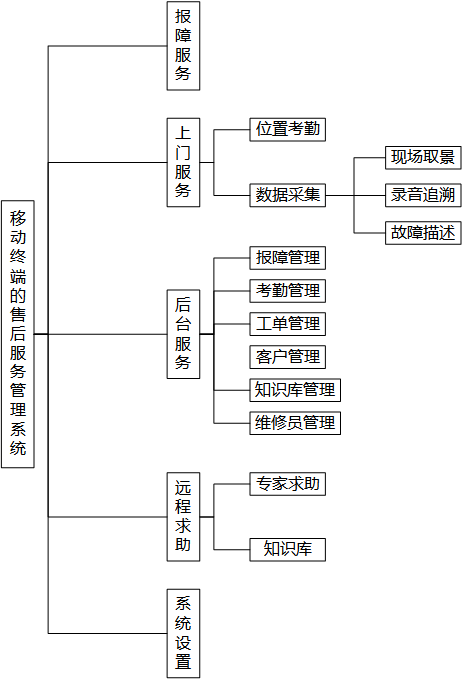 移动终端的售后服务管理系统
报障服务
上门服务
位置考勤
数据采集
现场取景
录音追溯
故障描述
后台服务
报障管理
考勤管理
工单管理
客户管理
知识库管理
维修员管理
远程求助
专家求助
知识库
系统设置